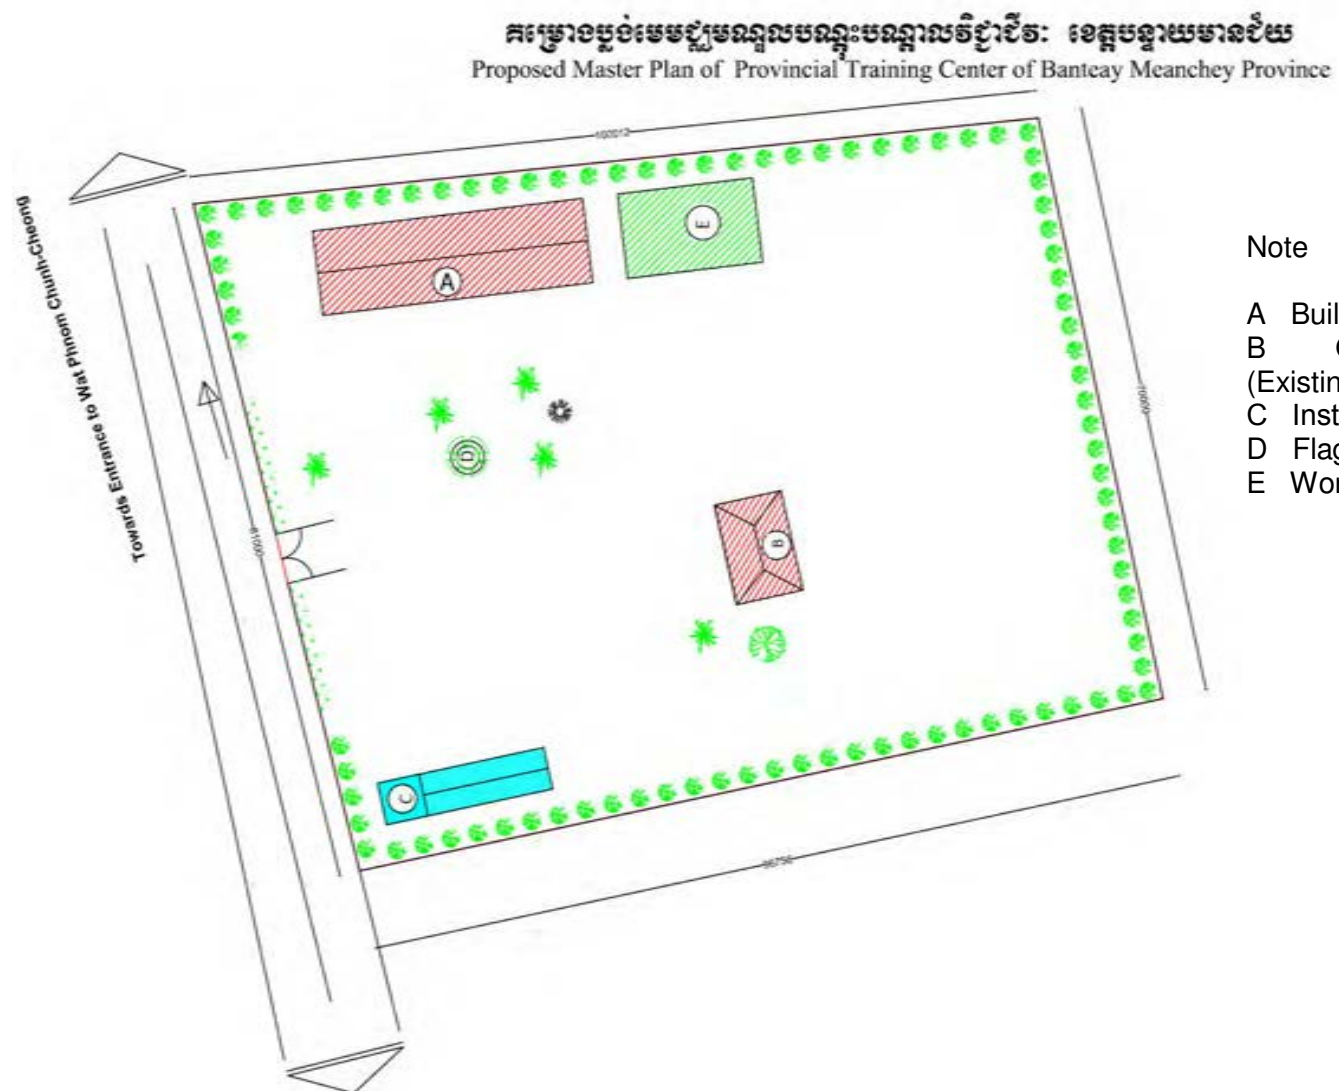 គម្រោងប្លង់មេមជ្ឈមណ្ឌលបណ្តុះបណ្តាលវិជ្ជាជីវៈ ខេត្តបន្ទាយមានជ័យ
Proposed Master Plan of Provincial Training Center of Banteay Meanchey Province
Towards Entrance to Wat Phnom Chunh-Cheong
Note
A Buil
B
(Existin
C Inst
D Flag
E Wor
A
E
D
B
C